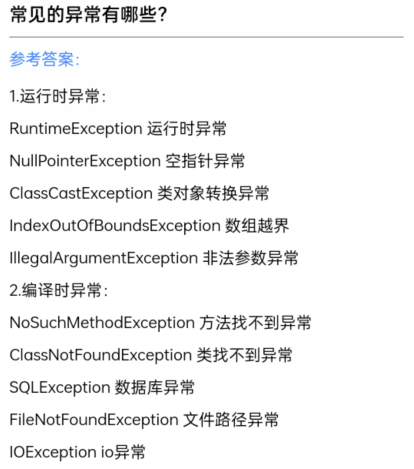 常见的异常有哪些？
参考答案：
1.运行时异常：
RuntimeException 运行时异常
NullPointerException 空指针异常
ClassCastException 类对象转换异常
IndexOutOfBoundsException 数组越界
IllegalArgumentException 非法参数异常
2.编译时异常：
NoSuchMethodException 方法找不到异常
ClassNotFoundException 类找不到异常
SQLException 数据库异常
FileNotFoundException 文件路径异常
IOException io异常